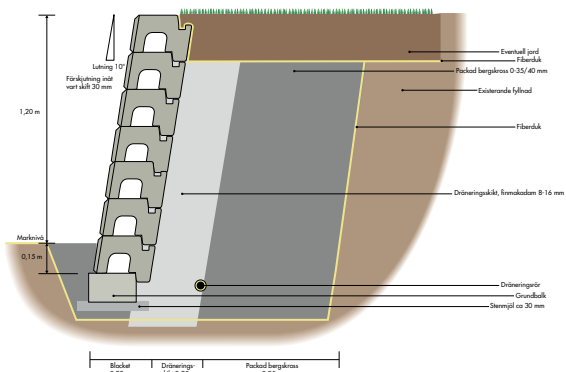 Lutning 10°
Förskjutning inåt
vart skift 30 mm
1,20 m
Marknivå
0,15 m
Eventuell jord
Fiberduk
Packad bergskross 0-35/40 mm
Existerande fyllnad
Fiberduk
Dräneringsskikt, finmakadam 8-16 mm
Dräneringsrör
Grundbalk
Stenmjöl ca 30 mm
Blocket
Dränerings-
Packad bergskross